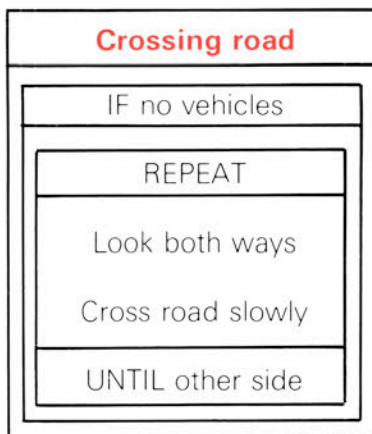 Crossing road
IF no vehicles
REPEAT
Look both ways
Cross road slowly
UNTIL other side